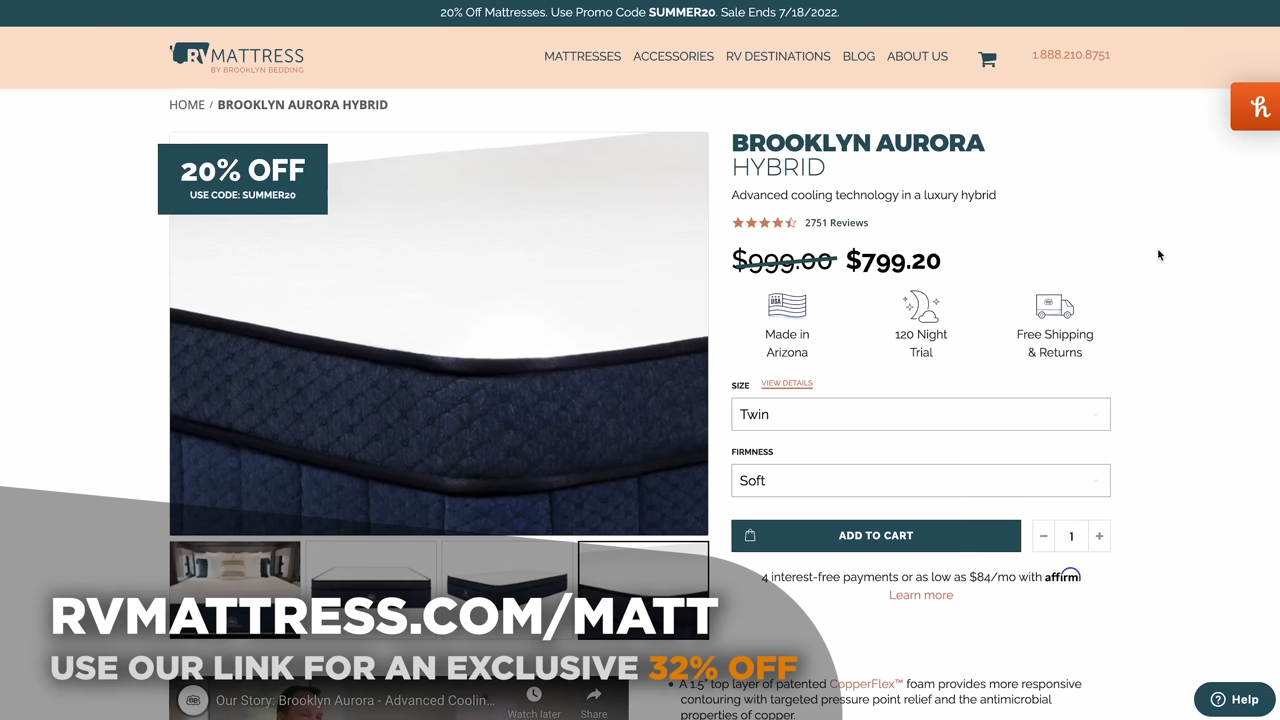 20% Off Mattresses. Use Promo Code SUMMER20. Sale Ends 7/18/2022.
RVMATTRESS
BY BROOKLYN BEDDING
MATTRESSES ACCESSORIES RV DESTINATIONS BLOG ABOUT US
1.888.210.8751
HOME / BROOKLYN AURORA HYBRID
20% OFF
USE CODE: SUMMER20
BROOKLYN AURORA
HYBRID
Advanced cooling technology in a luxury hybrid
2751 Reviews
$999.00 $799.20
USA
Made in
Arizona
120 Night
Trial
Free Shipping
& Returns
SIZE VIEW DETAILS
Twin
FIRMNESS
Soft
ADD TO CART
− 1 +
4 interest-free payments or as low as $84/mo with affirm
Learn more
RVMATTRESS.COM/MATT
USE OUR LINK FOR AN EXCLUSIVE 32% OFF
Our Story: Brooklyn Aurora - Advanced Coolin...
Watch later
Share
• A 1.5" top layer of patented CopperFlex™ foam provides more responsive
contouring with targeted pressure point relief and the antimicrobial
properties of copper.
Help